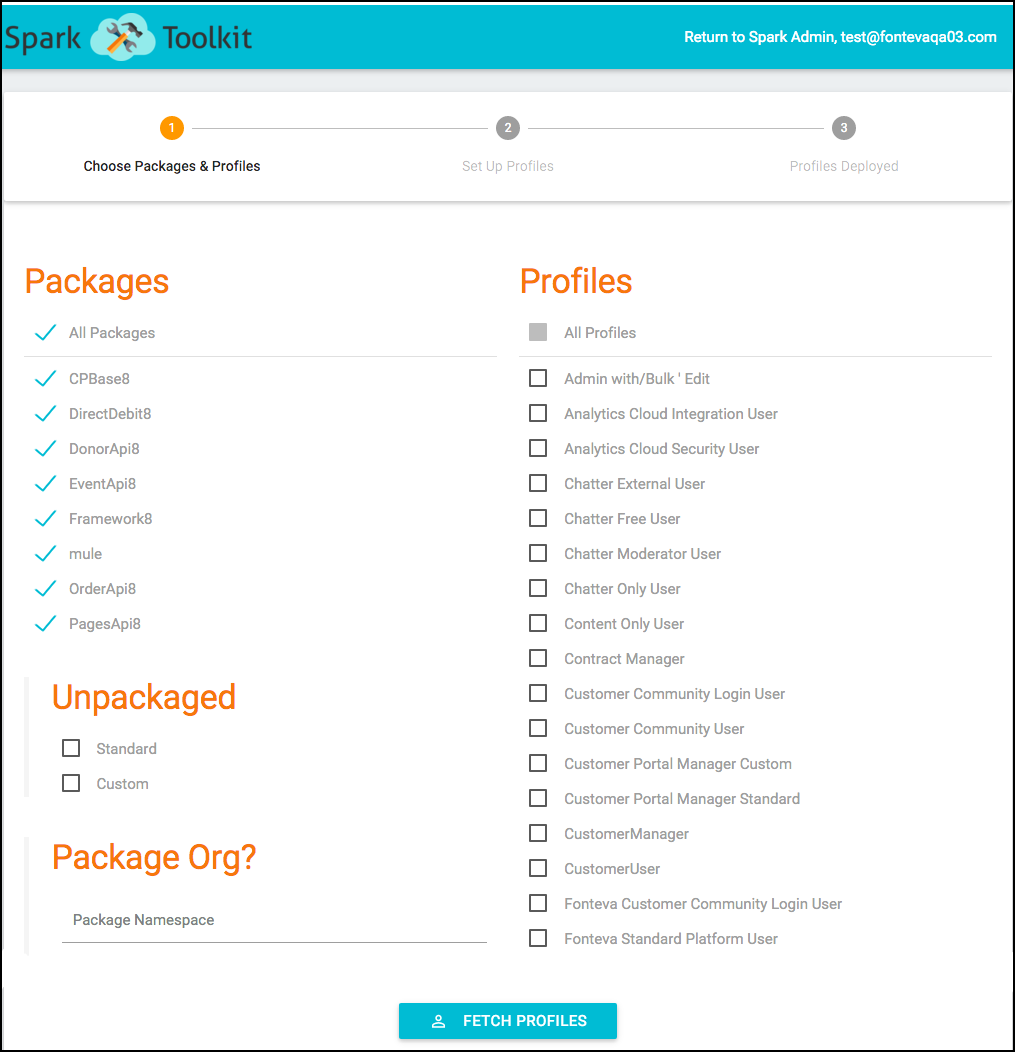 Spark Toolkit
Return to Spark Admin, test@fontevaqa03.com
1
2
3
Choose Packages & Profiles
Set Up Profiles
Profiles Deployed
Packages
All Packages
CPBase8
DirectDebit8
DonorApi8
EventApi8
Framework8
mule
OrderApi8
PagesApi8
Unpackaged
Standard
Custom
Package Org?
Package Namespace
Profiles
All Profiles
Admin with/Bulk ' Edit
Analytics Cloud Integration User
Analytics Cloud Security User
Chatter External User
Chatter Free User
Chatter Moderator User
Chatter Only User
Content Only User
Contract Manager
Customer Community Login User
Customer Community User
Customer Portal Manager Custom
Customer Portal Manager Standard
CustomerManager
CustomerUser
Fonteva Customer Community Login User
Fonteva Standard Platform User
FETCH PROFILES